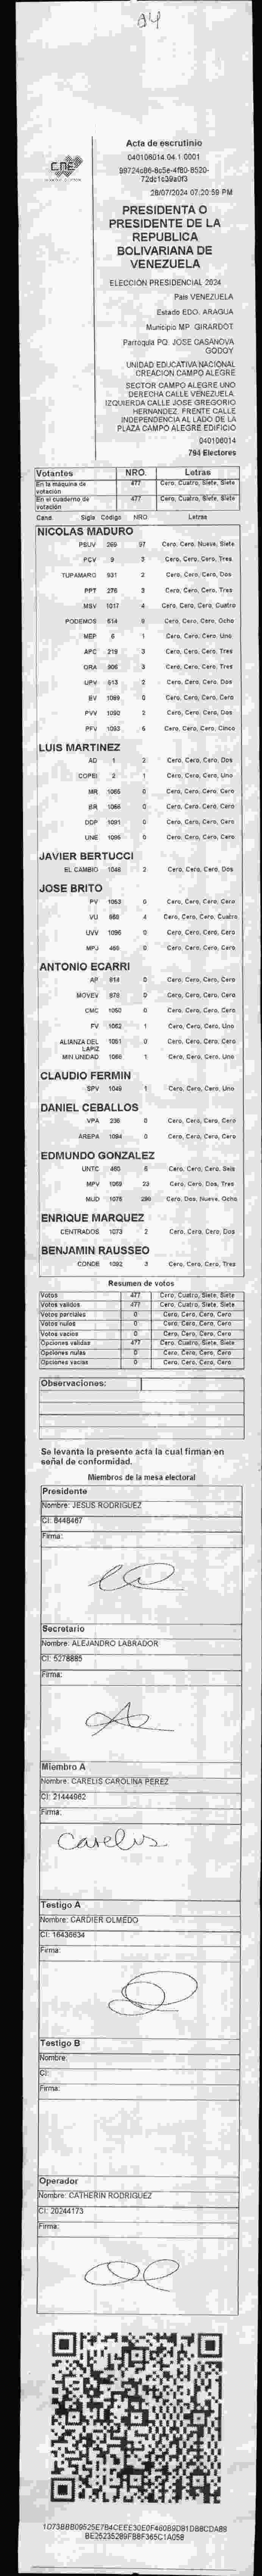 04
CNE
Acta de escrutinio
040106014.04.1.0001
28/07/2024 07:20:59 PM
PRESIDENTA O
PRESIDENTE DE LA
REPUBLICA
BOLIVARIANA DE
VENEZUELA
ELECCIÓN PRESIDENCIAL 2024
Pais VENEZUELA
Estado EDO. ARAGUA
Municipio MP. GIRARDOT
Parroquia PQ. JOSE CASANOVA
GODOY
UNIDAD EDUCATIVA NACIONAL
CREACION CAMPO ALEGRE
SECTOR CAMPO ALEGRE UNO
DERECHA CALLE VENEZUELA.
IZQUIERDA CALLE JOSE GREGORIO
HERNANDEZ. FRENTE CALLE
INDEPENDENCIA AL LADO DE LA
PLAZA CAMPO ALEGRE EDIFICIO
040106014
794 Electores
Votantes NRO. Letras
En la máquina de votación 477 Cero, Cuatro, Siete, Siete
En el cuaderno de votación 477 Cero, Cuatro, Siete, Siete
Cand. Sigla Código NRO. Letras
NICOLAS MADURO
PSUV 269 97 Cero, Cero, Nueve, Siete
PCV 9 3 Cero, Cero, Cero, Tres
TUPAMARO 931 2 Cero, Cero, Cero, Dos
PPT 276 3 Cero, Cero, Cero, Tres
MSV 1017 4 Cero, Cero, Cero, Cuatro
PODEMOS 514 8 Cero, Cero, Cero, Ocho
MEP 6 1 Cero, Cero, Cero, Uno
APC 219 3 Cero, Cero, Cero, Tres
ORA 906 3 Cero, Cero, Cero, Tres
UPV 613 2 Cero, Cero, Cero, Dos
EV 1089 0 Cero, Cero, Cero, Cero
PVV 1090 2 Cero, Cero, Cero, Dos
PFV 1093 5 Cero, Cero, Cero, Cinco
LUIS MARTINEZ
AD 1 2 Cero, Cero, Cero, Dos
COPEI 2 1 Cero, Cero, Cero, Uno
MR 1065 0 Cero, Cero, Cero, Cero
BR 1066 0 Cero, Cero, Cero, Cero
DDP 1091 0 Cero, Cero, Cero, Cero
UNE 1095 0 Cero, Cero, Cero, Cero
JAVIER BERTUCCI
EL CAMBIO 1046 2 Cero, Cero, Cero, Dos
JOSE BRITO
PV 1053 0 Cero, Cero, Cero, Cero
VU 869 4 Cero, Cero, Cero, Cuatro
UVV 1096 0 Cero, Cero, Cero, Cero
MPJ 466 0 Cero, Cero, Cero, Cero
ANTONIO ECARRI
AP 814 0 Cero, Cero, Cero, Cero
MOVEV 878 0 Cero, Cero, Cero, Cero
CMC 1050 0 Cero, Cero, Cero, Cero
FV 1062 1 Cero, Cero, Cero, Uno
ALIANZA DEL LAPIZ 1051 0 Cero, Cero, Cero, Cero
MIN UNIDAD 1068 1 Cero, Cero, Cero, Uno
CLAUDIO FERMIN
SPV 1049 1 Cero, Cero, Cero, Uno
DANIEL CEBALLOS
VPA 236 0 Cero, Cero, Cero, Cero
AREPA 1094 0 Cero, Cero, Cero, Cero
EDMUNDO GONZALEZ
UNTC 460 6 Cero, Cero, Cero, Seis
MPV 1069 23 Cero, Cero, Dos, Tres
MUD 1078 298 Cero, Dos, Nueve, Ocho
ENRIQUE MARQUEZ
CENTRADOS 1073 2 Cero, Cero, Cero, Dos
BENJAMIN RAUSSEO
CONDE 1092 3 Cero, Cero, Cero, Tres
Resumen de votos
Votos 477 Cero, Cuatro, Siete, Siete
Votos válidos 477 Cero, Cuatro, Siete, Siete
Votos parciales 0 Cero, Cero, Cero, Cero
Votos nulos 0 Cero, Cero, Cero, Cero
Votos vacíos 0 Cero, Cero, Cero, Cero
Opciones válidas 477 Cero, Cuatro, Siete, Siete
Opciones nulas 0 Cero, Cero, Cero, Cero
Opciones vacías 0 Cero, Cero, Cero, Cero
Observaciones:
Se levanta la presente acta la cual firman en
señal de conformidad.
Miembros de la mesa electoral
Presidente
Nombre: JESUS RODRIGUEZ
CI: 8448467
Firma:
Secretario
Nombre: ALEJANDRO LABRADOR
CI: 5278885
Firma:
Miembro A
Nombre: CARELIS CAROLINA PEREZ
CI: 21444962
Firma:
Carelis
Testigo A
Nombre: CARDIER OLMEDO
CI: 16436634
Firma:
Testigo B
Nombre:
CI:
Firma:
Operador
Nombre: CATHERIN RODRIGUEZ
CI: 20244173
Firma: